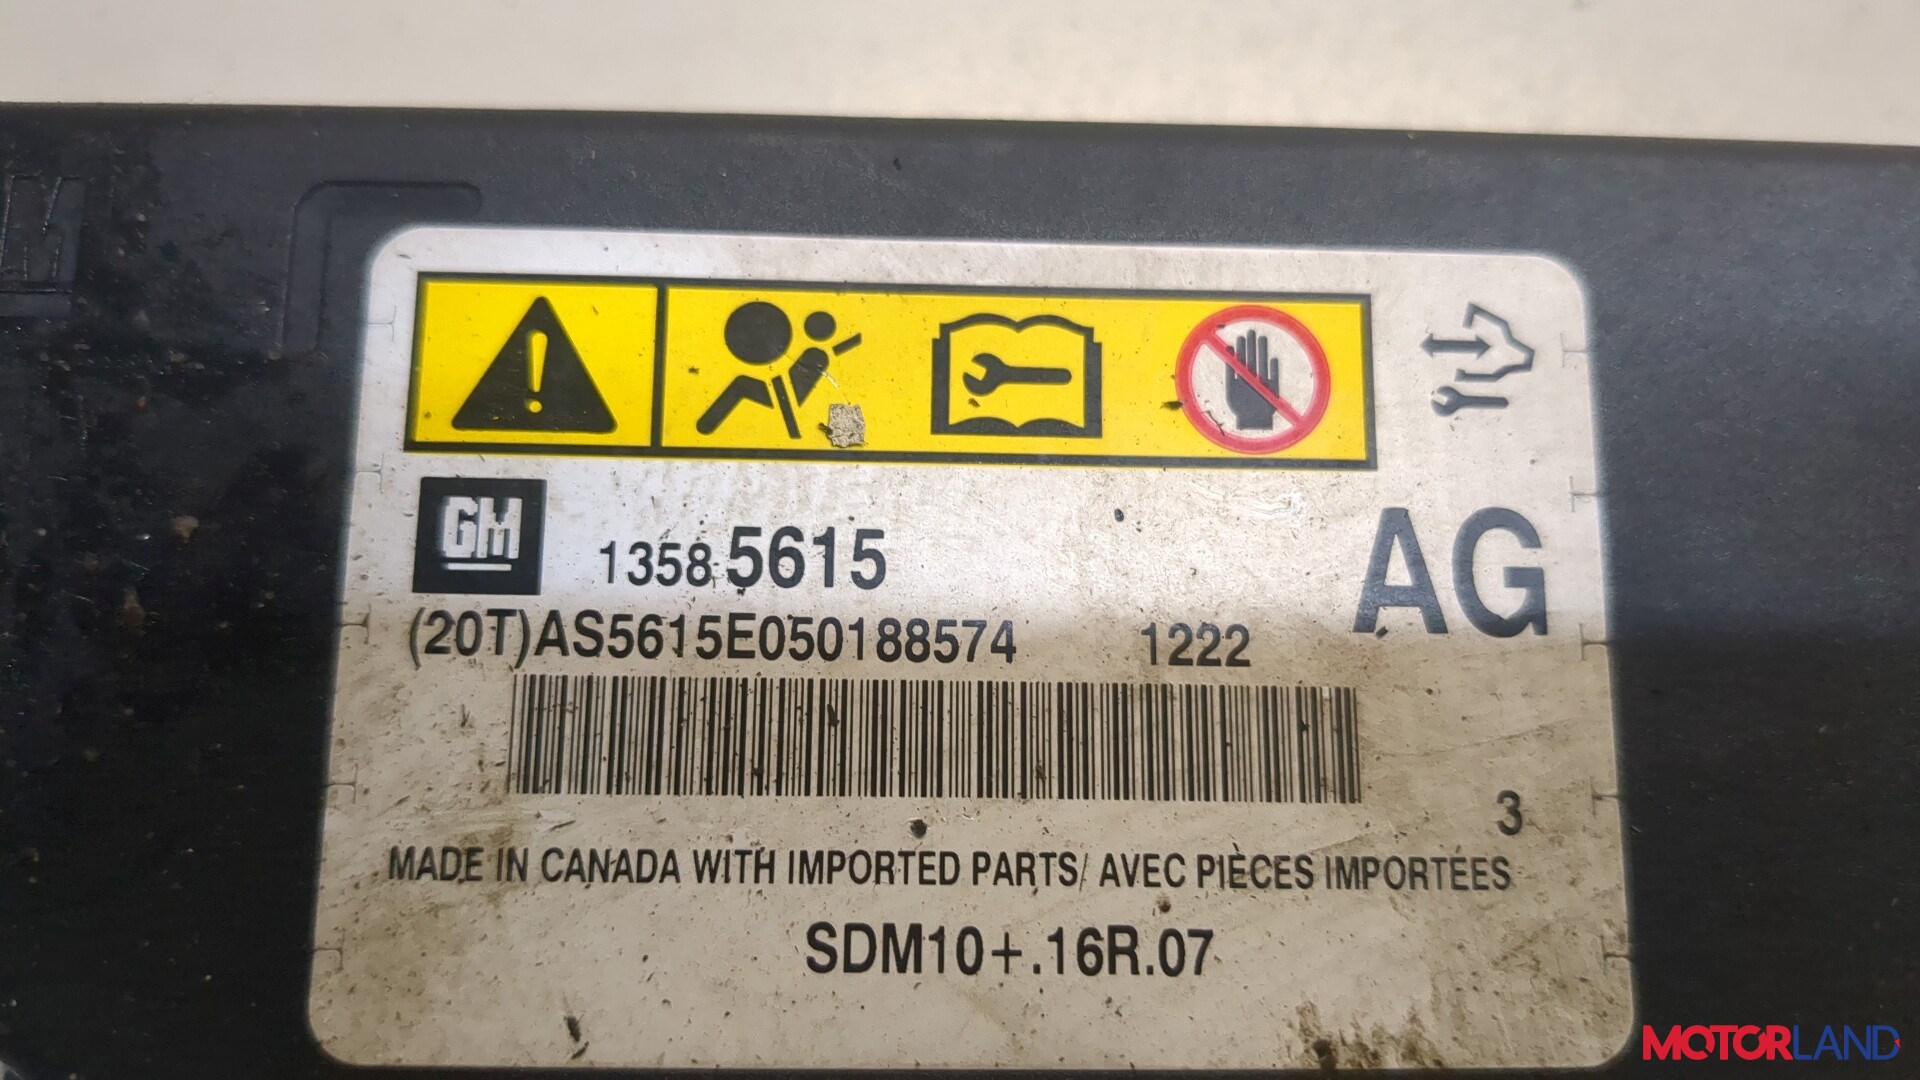 GM
1358 5615
AG
(20T)AS5615E050188574 1222
3
MADE IN CANADA WITH IMPORTED PARTS/ AVEC PIÈCES IMPORTEES
SDM10+.16R.07
MOTORLAND